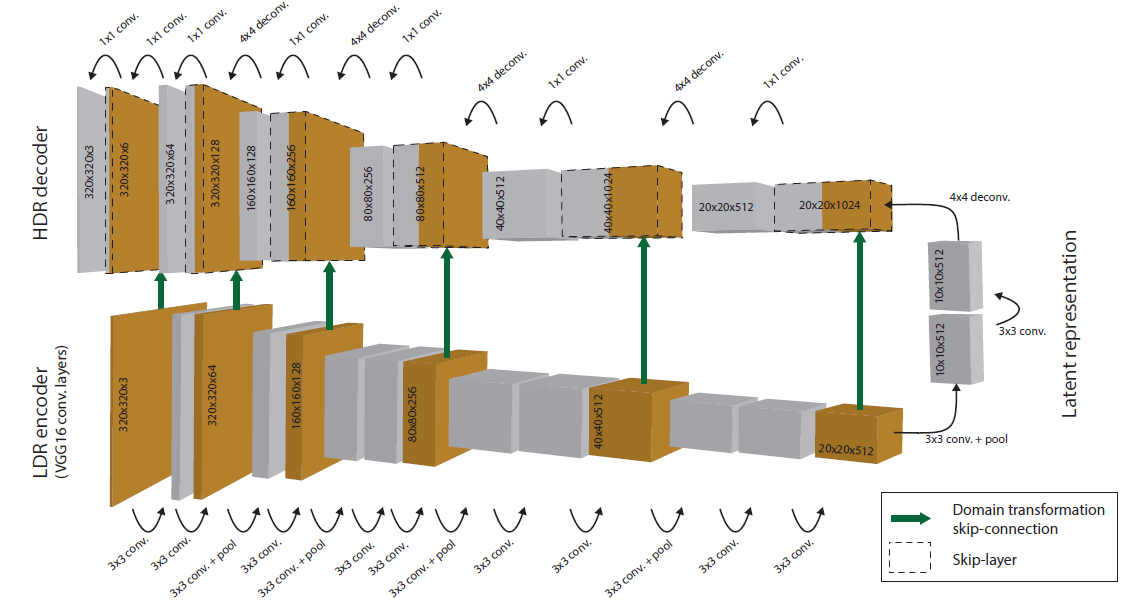 1x1 conv.
1x1 conv.
1x1 conv.
4x4 deconv.
1x1 conv.
4x4 deconv.
1x1 conv.
4x4 deconv.
1x1 conv.
4x4 deconv.
1x1 conv.
HDR decoder
320x320x3
320x320x6
320x320x64
320x320x128
160x160x128
160x160x256
80x80x256
80x80x512
40x40x512
40x40x1024
20x20x512
20x20x1024
4x4 deconv.
10x10x512
3x3 conv.
10x10x512
Latent representation
LDR encoder
(VGG16 conv. layers)
320x320x3
320x320x64
160x160x128
80x80x256
40x40x512
20x20x512
3x3 conv. + pool
3x3 conv.
3x3 conv.
3x3 conv. + pool
3x3 conv.
3x3 conv. + pool
3x3 conv.
3x3 conv.
3x3 conv. + pool
3x3 conv.
3x3 conv.
3x3 conv. + pool
3x3 conv.
3x3 conv.
Domain transformation
skip-connection
Skip-layer